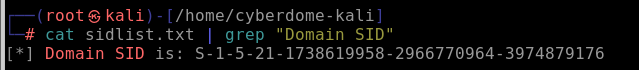 ┌──(root㉿kali)-[/home/cyberdome-kali]
└─# cat sidlist.txt | grep "Domain SID"
[*] Domain SID is: S-1-5-21-1738619958-2966770964-3974879176